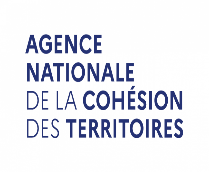 AGENCE
NATIONALE
DE LA COHÉSION
DES TERRITOIRES